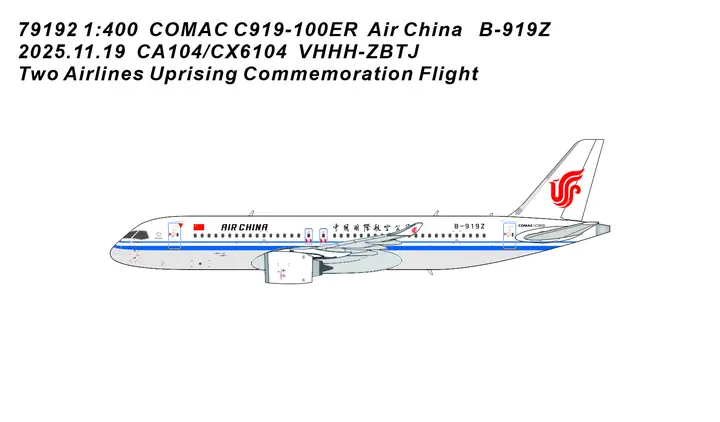 79192 1:400 COMAC C919-100ER Air China B-919Z
2025.11.19 CA104/CX6104 VHHH-ZBTJ
Two Airlines Uprising Commemoration Flight
AIR CHINA 中国国际航空公司 B-919Z COMAC C919